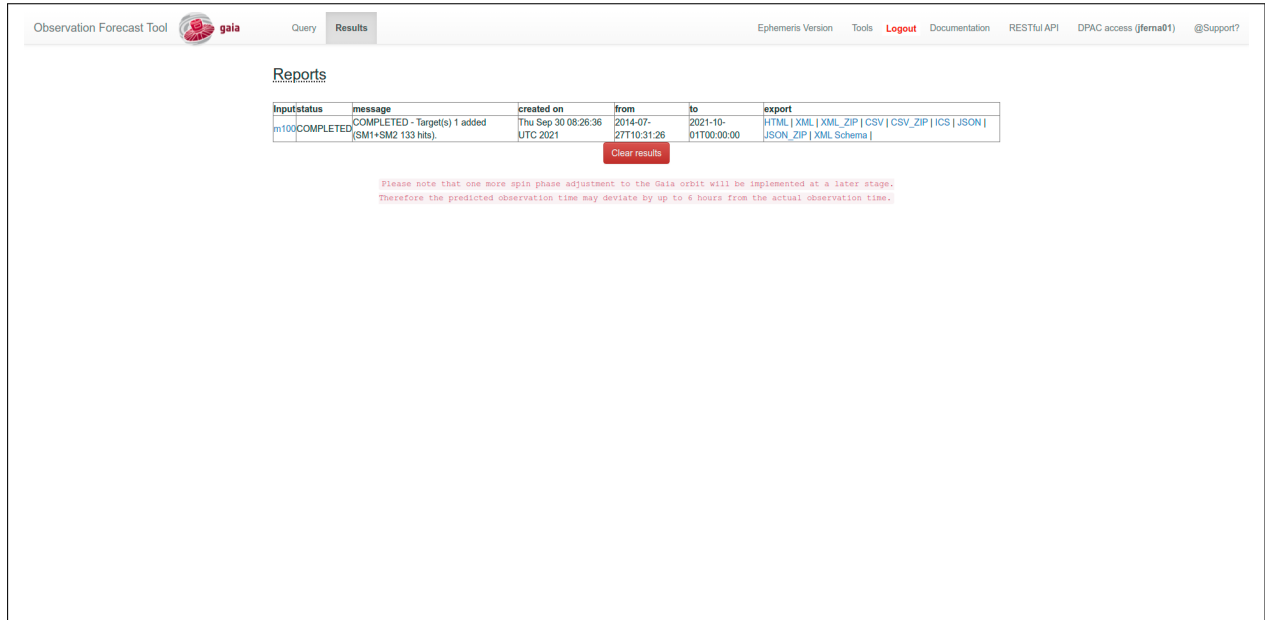 Observation Forecast Tool gaia Query Results Ephemeris Version Tools Logout Documentation RESTful API DPAC access (jferna01) @Support?
Reports
Input status message created on from to export
m100 COMPLETED COMPLETED - Target(s) 1 added Thu Sep 30 08:26:36 2014-07- 2021-10- HTML | XML | XML_ZIP | CSV | CSV_ZIP | ICS | JSON |
(SM1+SM2 133 hits). UTC 2021 27T10:31:26 01T00:00:00 JSON_ZIP | XML Schema |
Clear results
Please note that one more spin phase adjustment to the Gaia orbit will be implemented at a later stage.
Therefore the predicted observation time may deviate by up to 6 hours from the actual observation time.